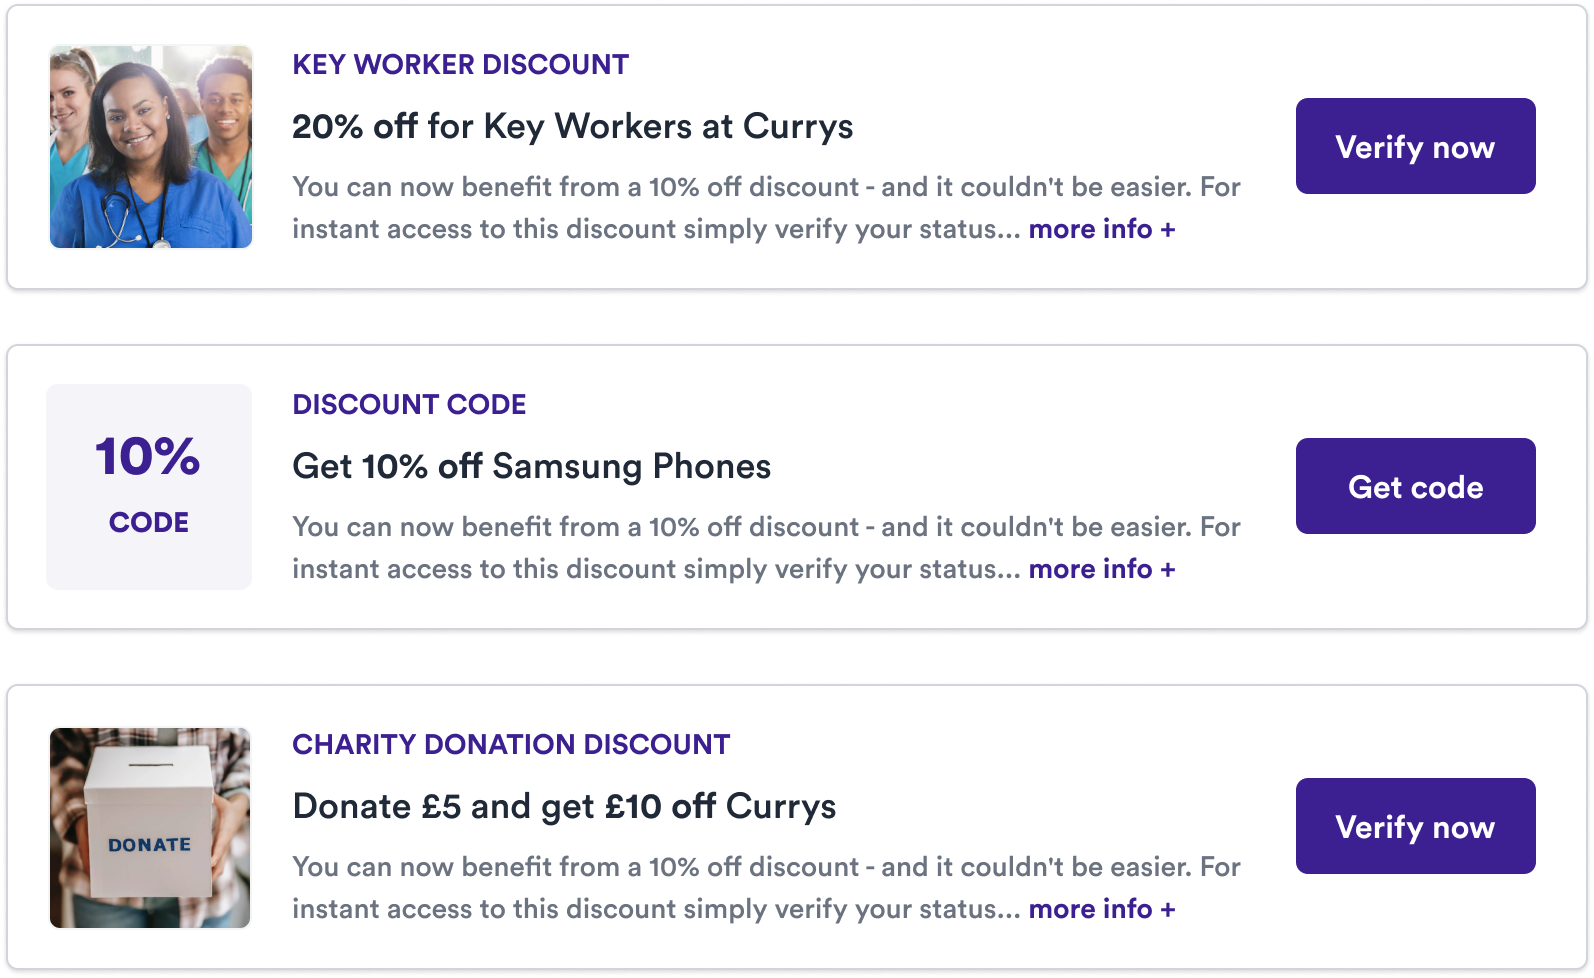 KEY WORKER DISCOUNT
20% off for Key Workers at Currys
You can now benefit from a 10% off discount - and it couldn't be easier. For
instant access to this discount simply verify your status... more info +
Verify now
10%
CODE
DISCOUNT CODE
Get 10% off Samsung Phones
You can now benefit from a 10% off discount - and it couldn't be easier. For
instant access to this discount simply verify your status... more info +
Get code
DONATE
CHARITY DONATION DISCOUNT
Donate £5 and get £10 off Currys
You can now benefit from a 10% off discount - and it couldn't be easier. For
instant access to this discount simply verify your status... more info +
Verify now